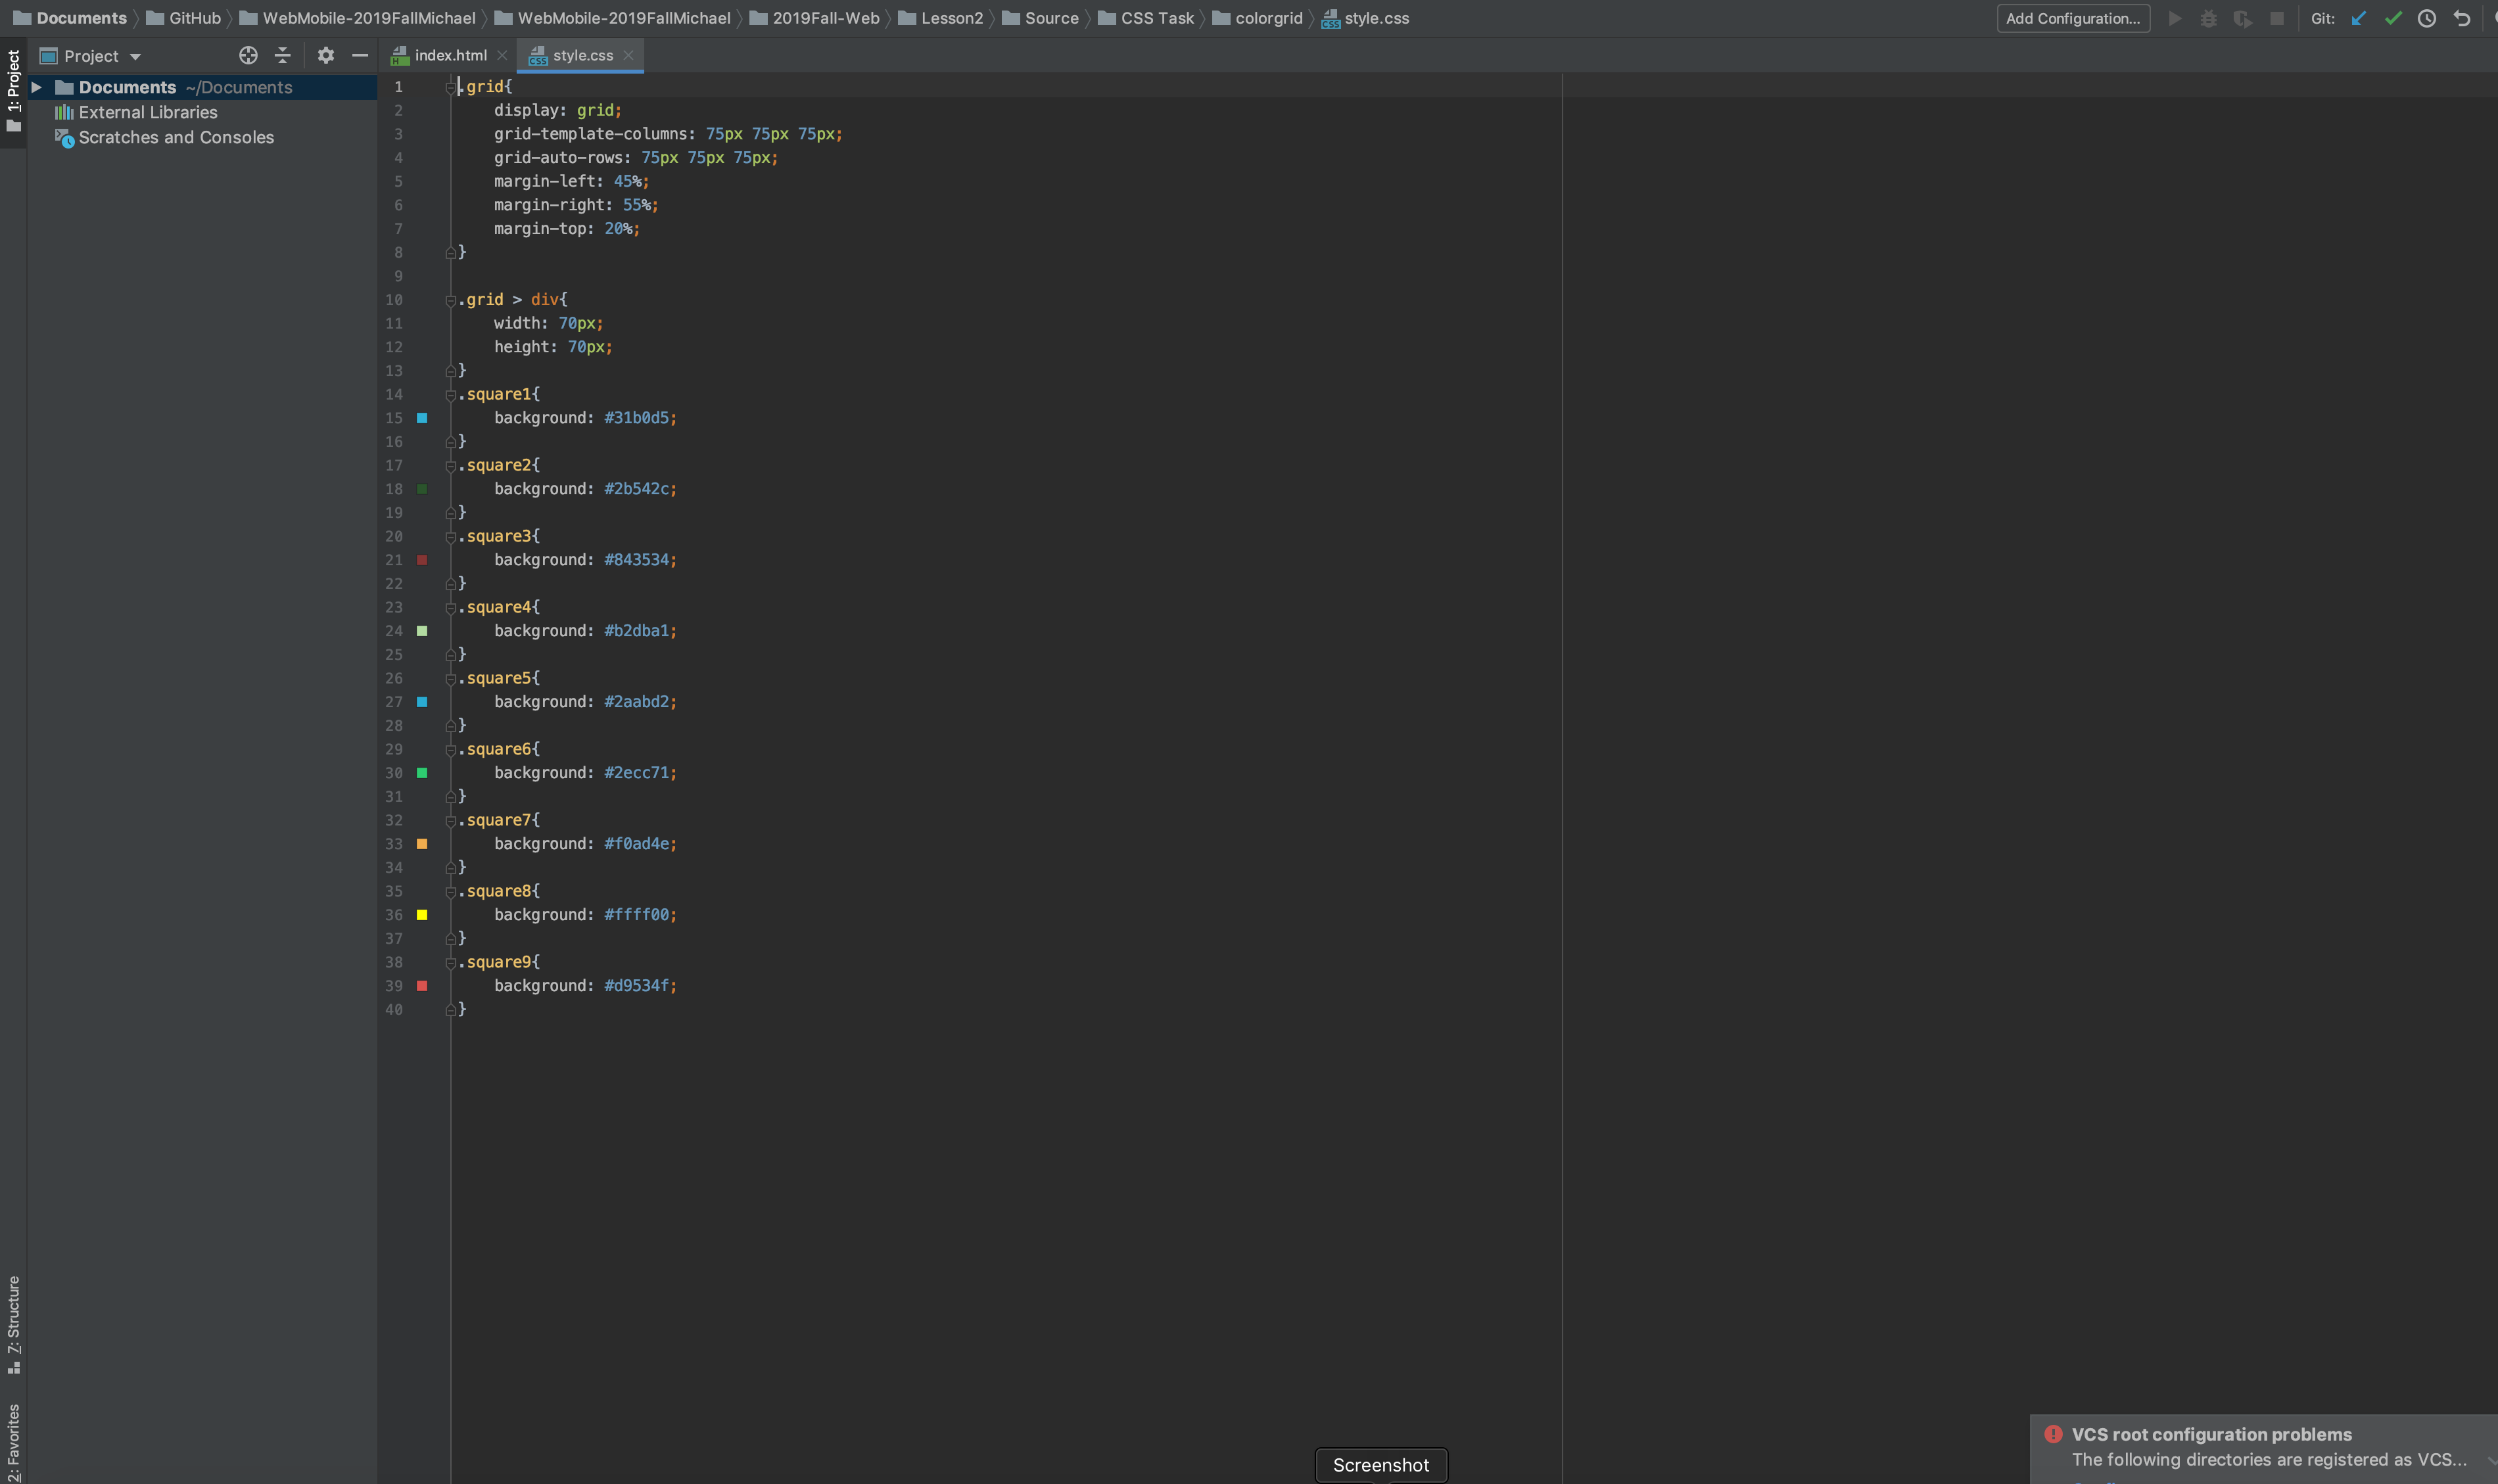 Documents GitHub WebMobile-2019FallMichael WebMobile-2019FallMichael 2019Fall-Web Lesson2 Source CSS Task colorgrid style.css Add Configuration... Git:
1: Project
Project
Documents ~/Documents
External Libraries
Scratches and Consoles
7: Structure
2: Favorites
index.html style.css
1 .grid{
2 display: grid;
3 grid-template-columns: 75px 75px 75px;
4 grid-auto-rows: 75px 75px 75px;
5 margin-left: 45%;
6 margin-right: 55%;
7 margin-top: 20%;
8 }
9
10 .grid > div{
11 width: 70px;
12 height: 70px;
13 }
14 .square1{
15 background: #31b0d5;
16 }
17 .square2{
18 background: #2b542c;
19 }
20 .square3{
21 background: #843534;
22 }
23 .square4{
24 background: #b2dba1;
25 }
26 .square5{
27 background: #2aabd2;
28 }
29 .square6{
30 background: #2ecc71;
31 }
32 .square7{
33 background: #f0ad4e;
34 }
35 .square8{
36 background: #ffff00;
37 }
38 .square9{
39 background: #d9534f;
40 }
VCS root configuration problems
The following directories are registered as VCS...
Screenshot